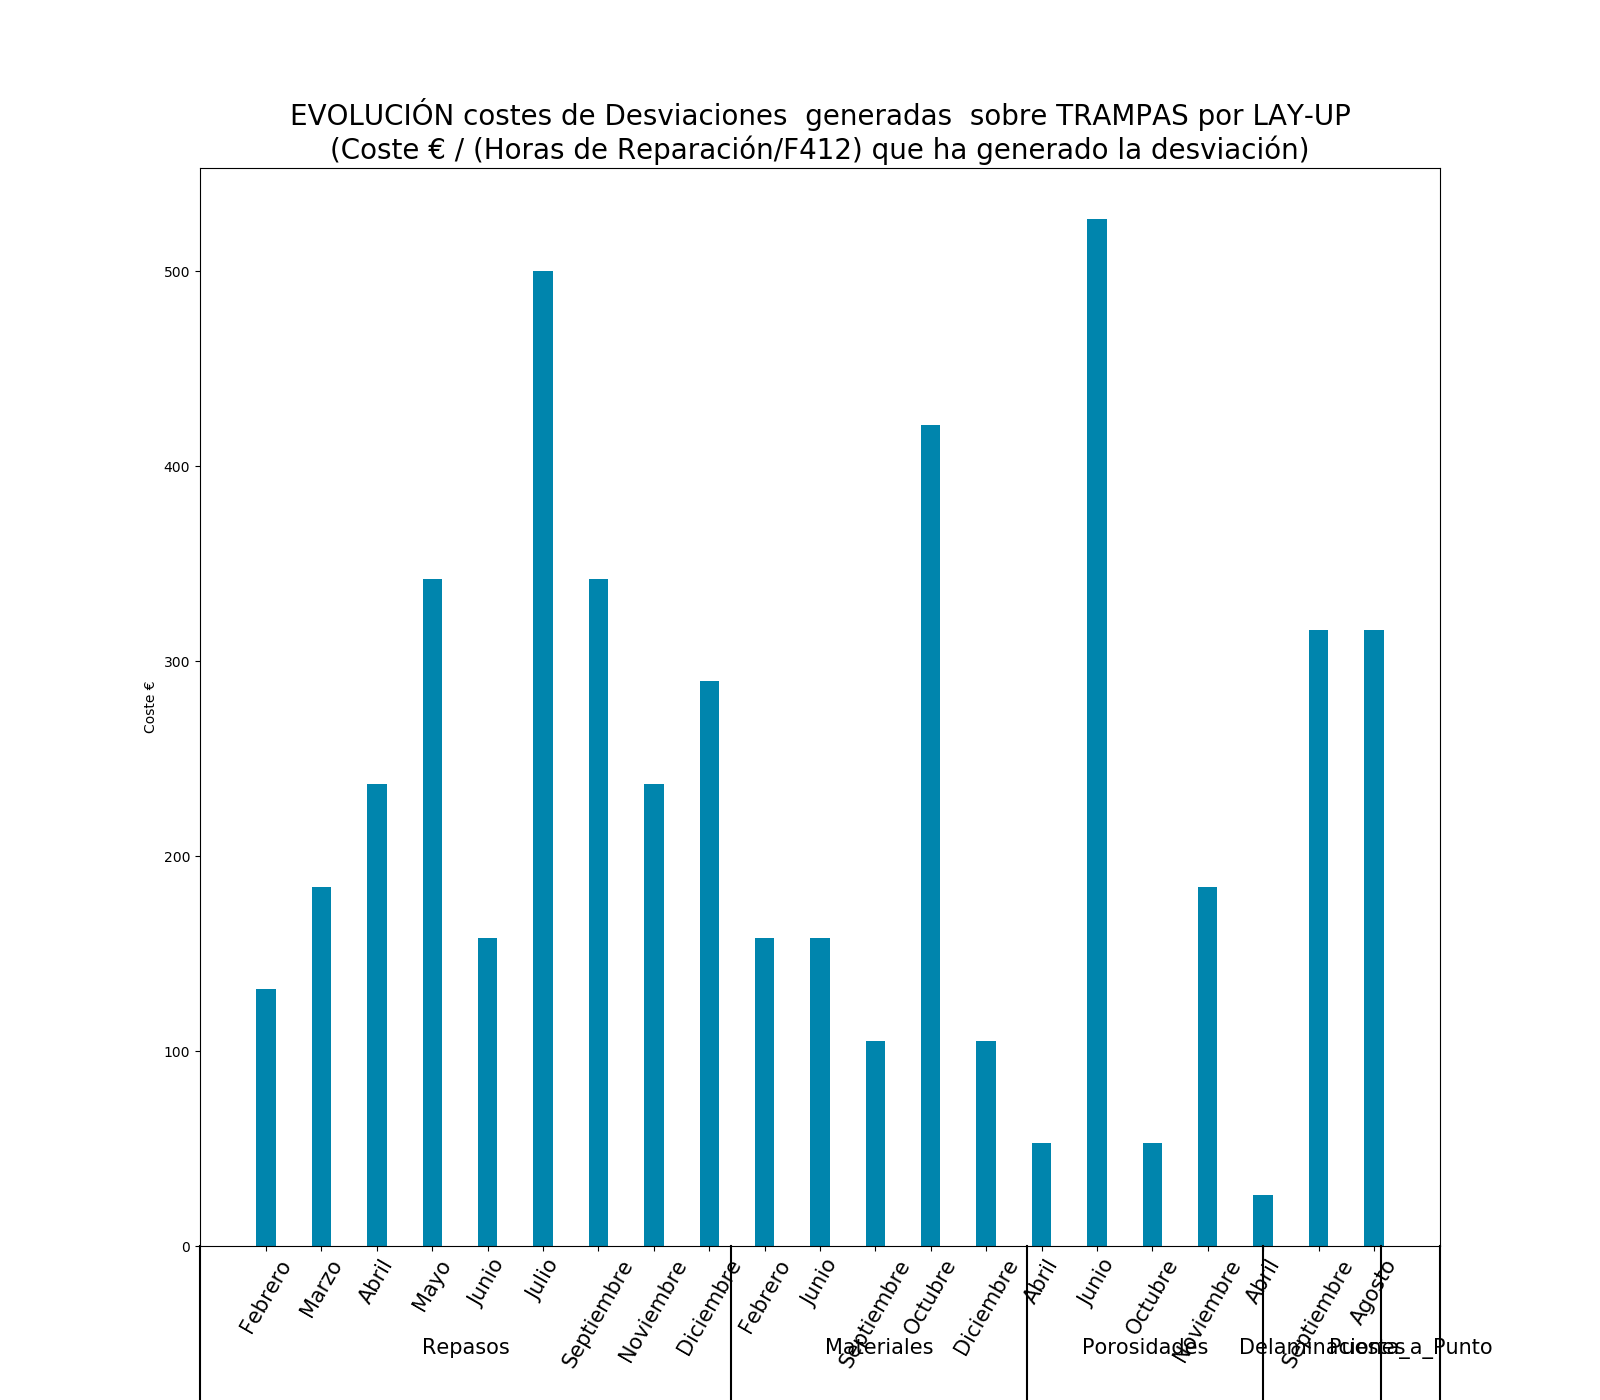 EVOLUCIÓN costes de Desviaciones  generadas  sobre TRAMPAS por LAY-UP
(Coste € / (Horas de Reparación/F412) que ha generado la desviación)
500
400
300
200
100
0
Coste €
Febrero Marzo Abril Mayo Junio Julio Septiembre Noviembre Diciembre Febrero Junio Septiembre Octubre Diciembre Abril Junio Octubre Noviembre Abril Septiembre Agosto
Repasos Materiales Porosidades Delaminaciones Puesta_a_Punto